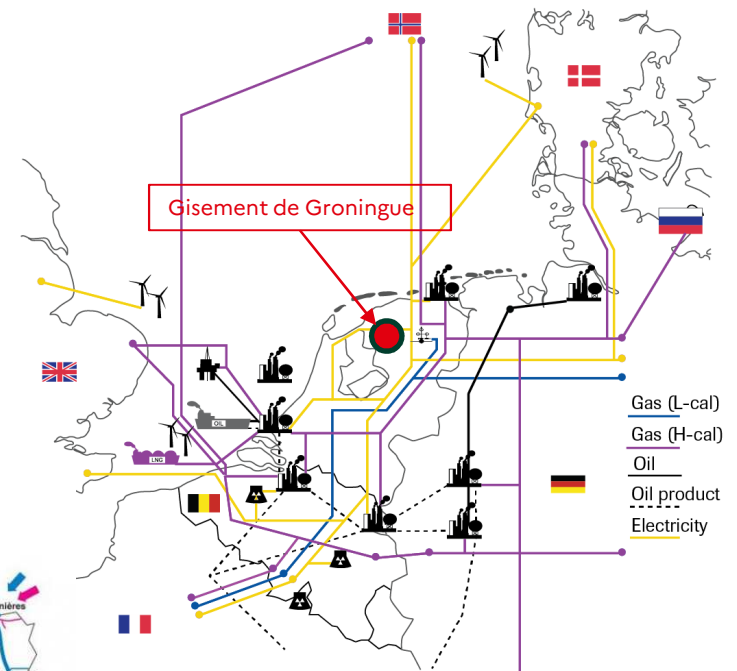 Gisement de Groningue
OIL
LNG
Gas (L-cal)
Gas (H-cal)
Oil
Oil product
Electricity